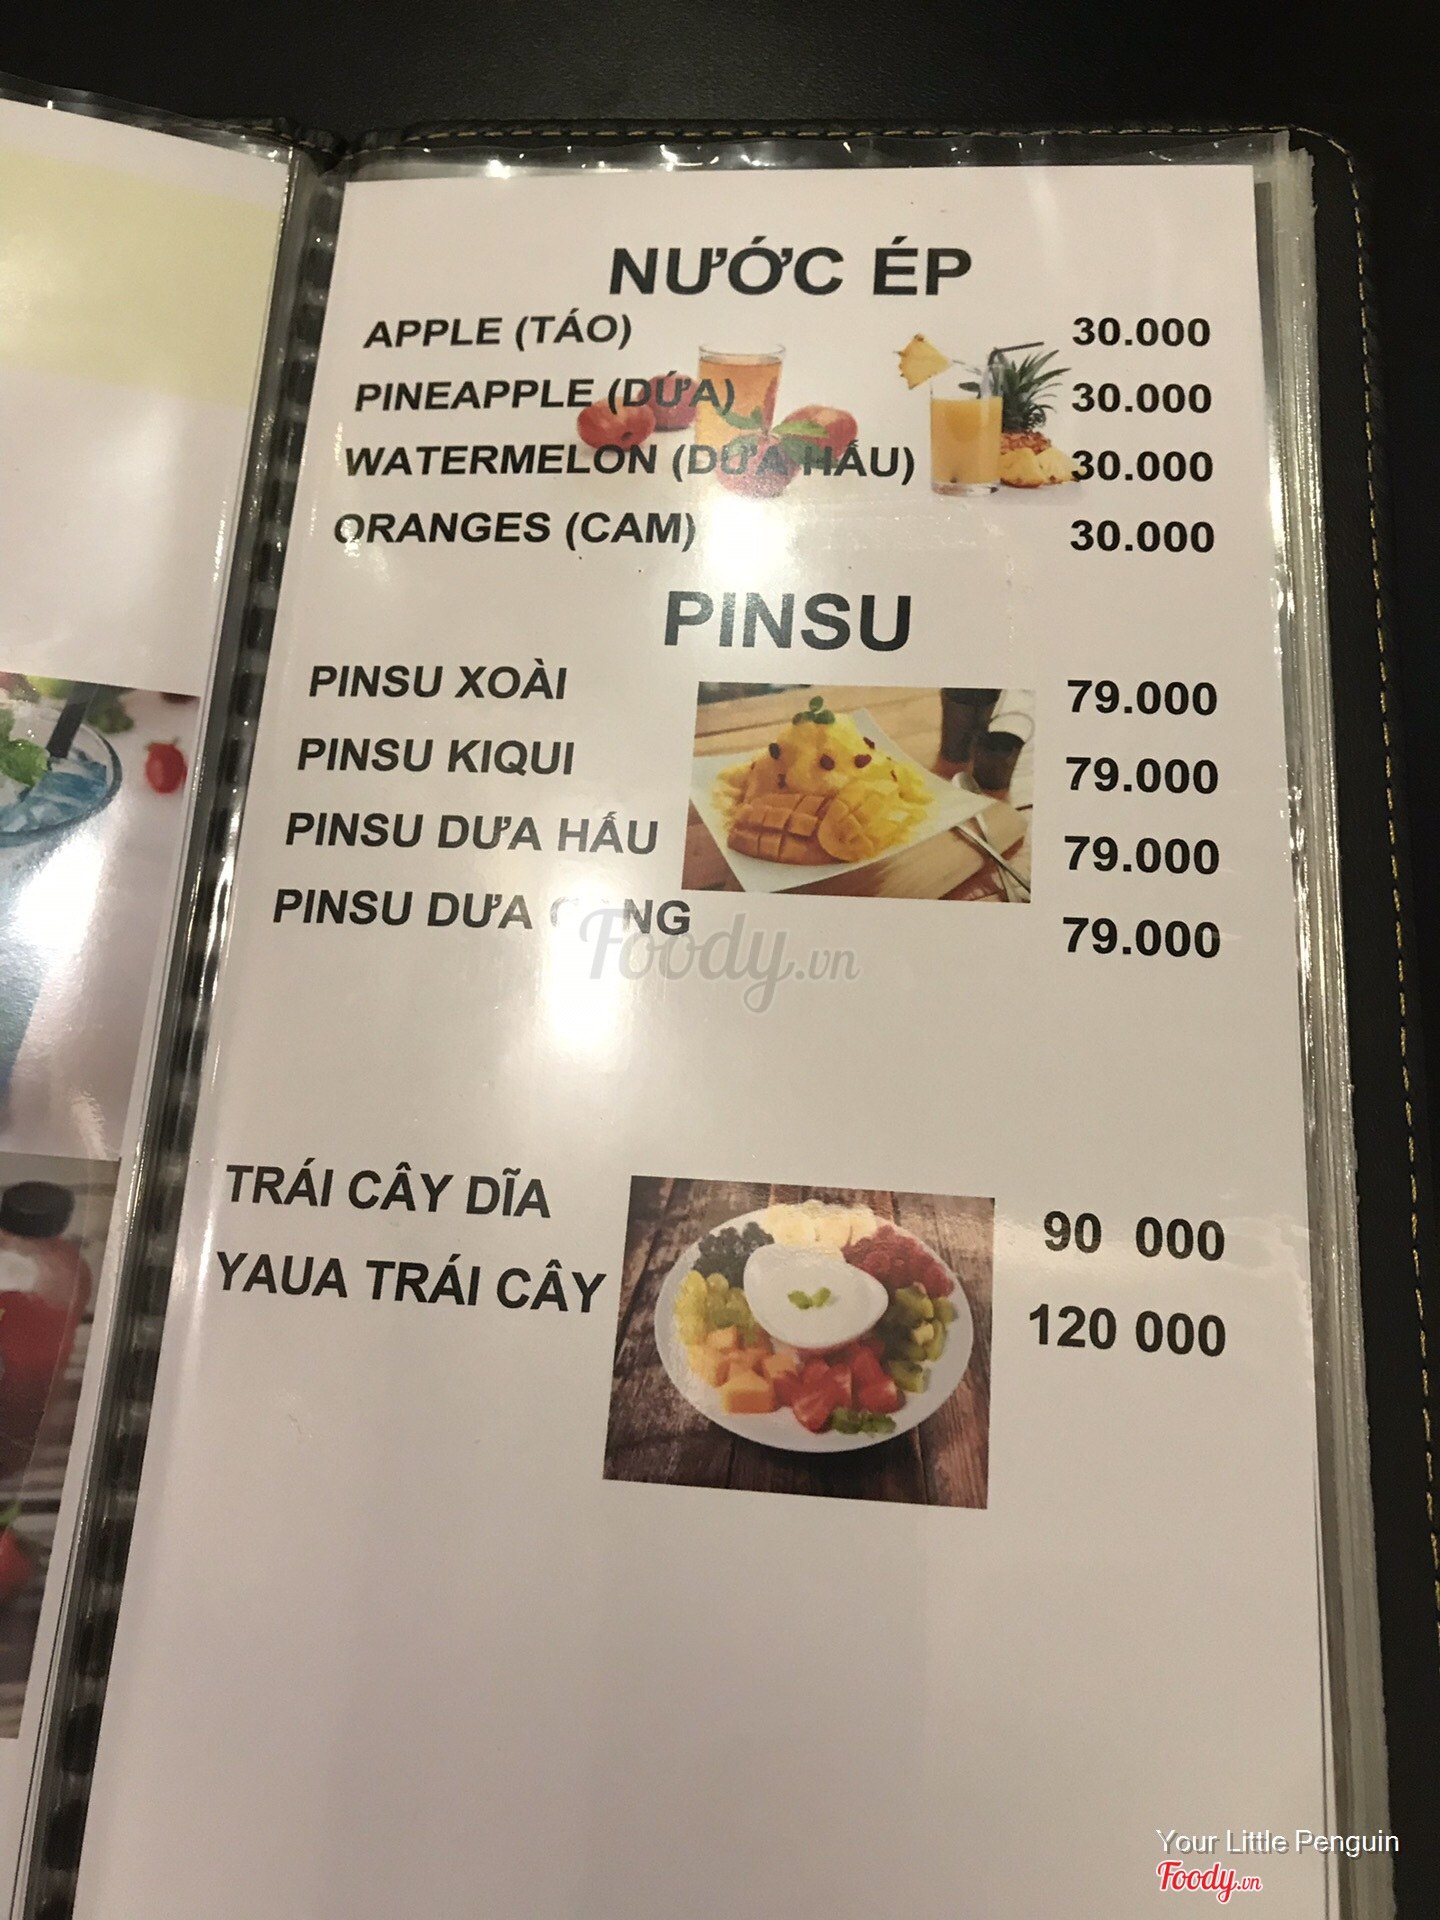 NƯỚC ÉP
APPLE (TÁO) 30.000
PINEAPPLE (DỨA) 30.000
WATERMELON (DƯA HẤU) 30.000
ORANGES (CAM) 30.000
PINSU
PINSU XOÀI 79.000
PINSU KIQUI 79.000
PINSU DƯA HẤU 79.000
PINSU DƯA 79.000
Foody.vn
TRÁI CÂY DĨA 90 000
YAUA TRÁI CÂY 120 000
Your Little Penguin
Foody.vn